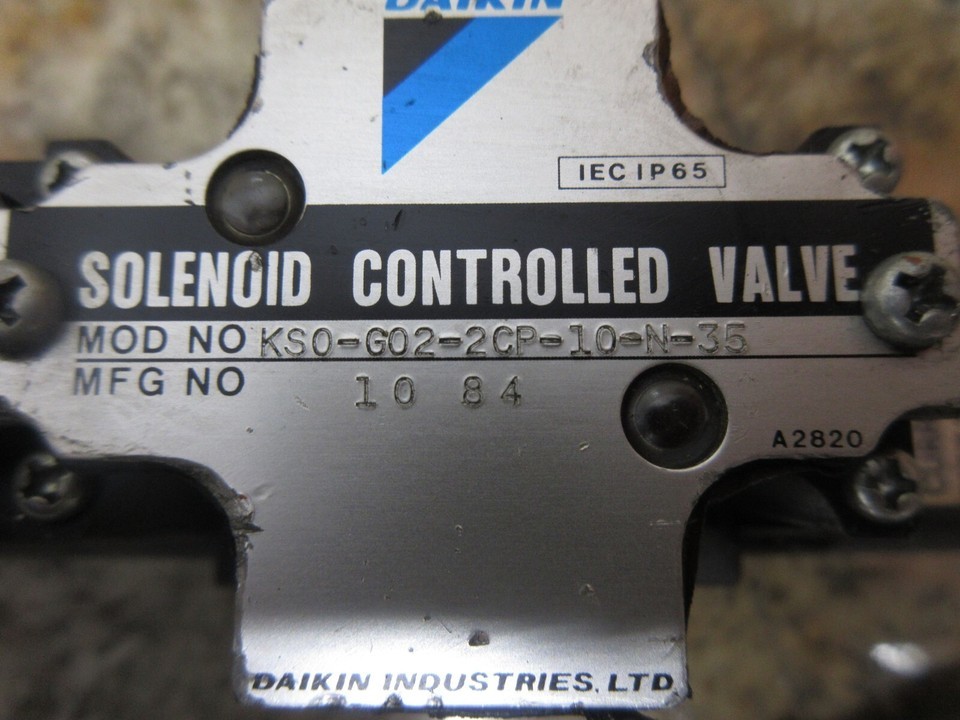 DAIKIN
IEC IP65
SOLENOID CONTROLLED VALVE
MOD NO KSO-G02-2CP-10-N-35
MFG NO 10 84
A2820
DAIKIN INDUSTRIES, LTD